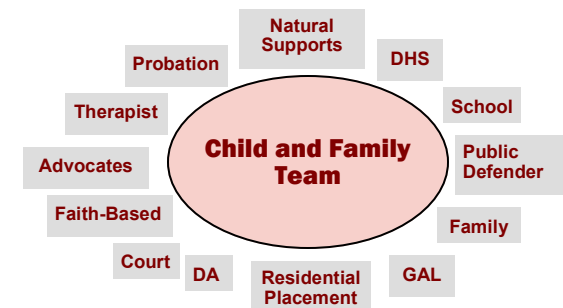 Natural
Supports
Probation
DHS
Therapist
School
Child and Family
Team
Public
Defender
Advocates
Faith-Based
Family
Court
DA
Residential
Placement
GAL